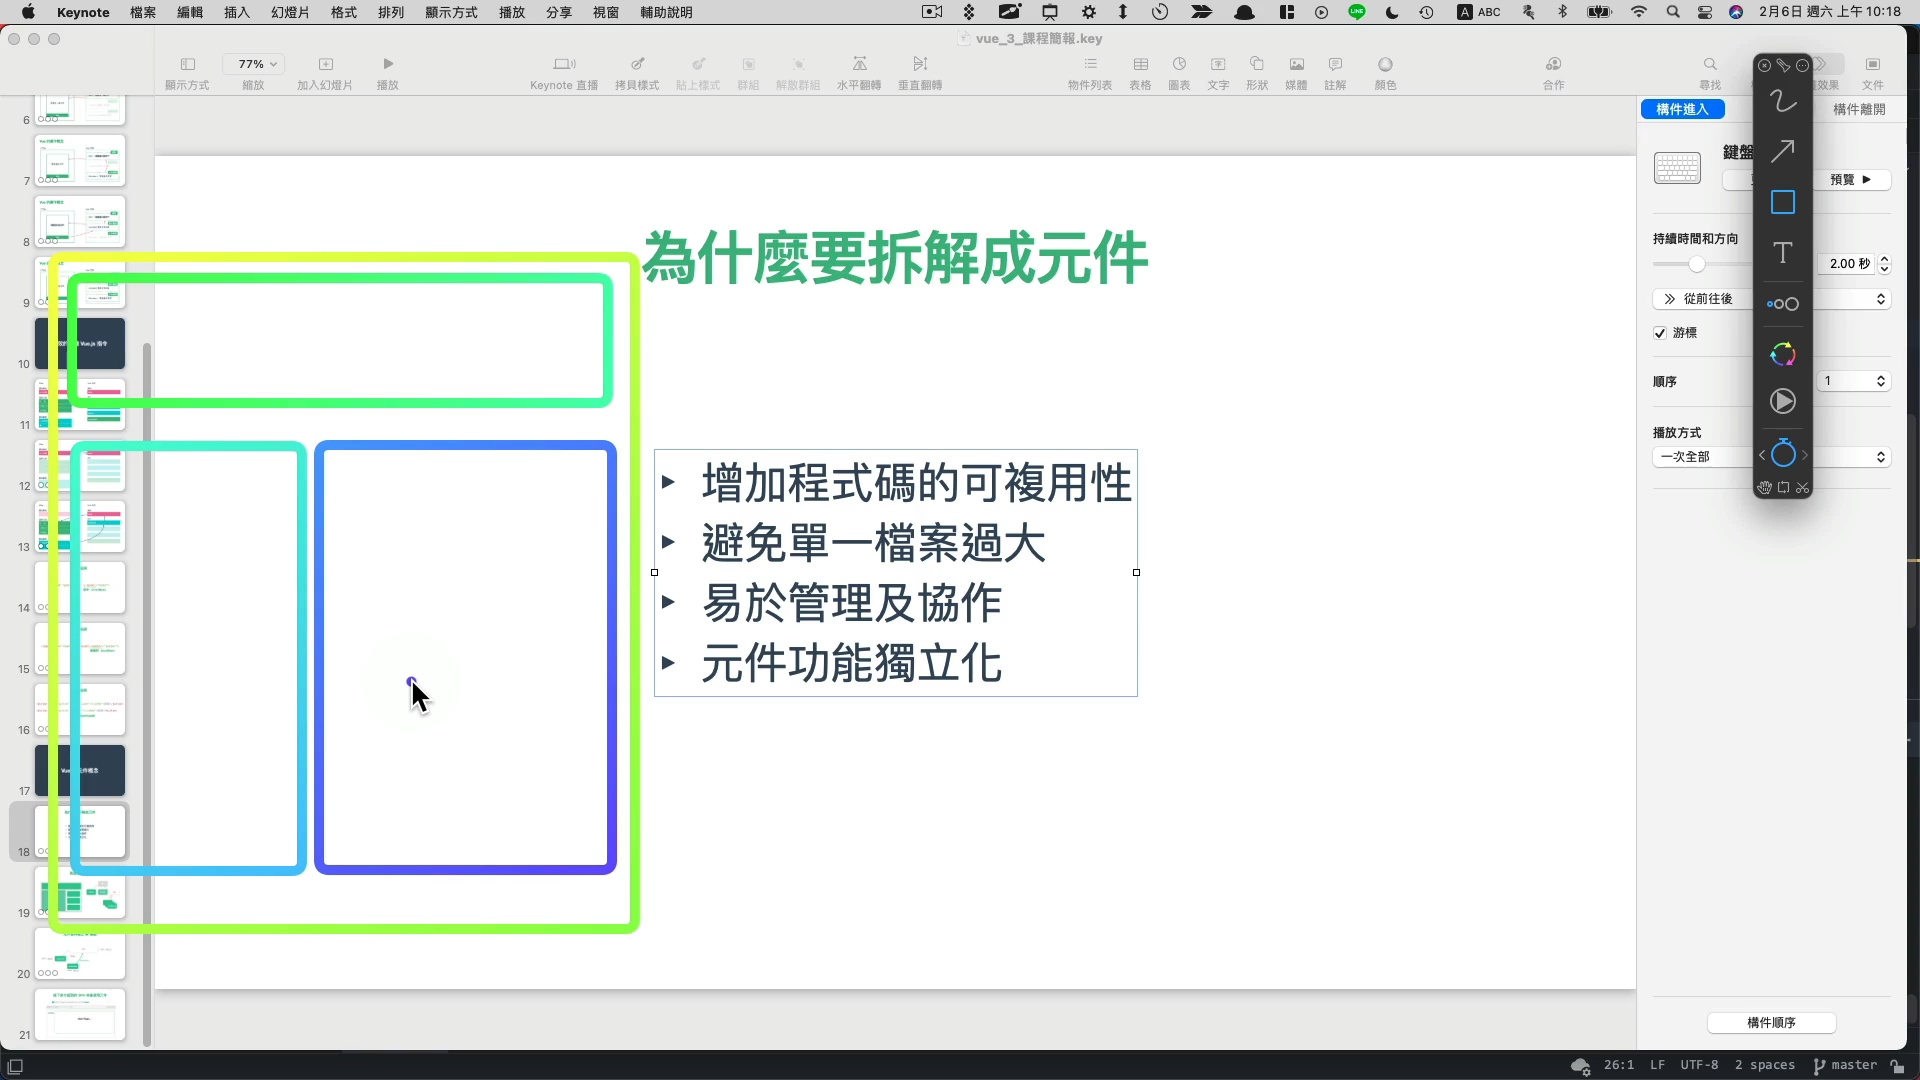 Keynote 檔案 編輯 插入 幻燈片 格式 排列 顯示方式 播放 分享 視窗 輔助說明
LINE A ABC 2月6日 週六 上午 10:18
vue_3_課程簡報.key
77%
顯示方式 縮放 加入幻燈片 播放 Keynote 直播 拷貝樣式 貼上樣式 群組 解散群組 水平翻轉 垂直翻轉 物件列表 表格 圖表 文字 形狀 媒體 註解 顏色 合作 尋找 效果 文件
構件進入 構件離開
鍵盤
預覽
持續時間和方向
2.00 秒
從前往後
游標
順序 1
播放方式
一次全部
構件順序
T
6
7
8
9
10
11
12
13
14
15
16
17
18
19
20
21
為什麼要拆解成元件
▸ 增加程式碼的可複用性
▸ 避免單一檔案過大
▸ 易於管理及協作
▸ 元件功能獨立化
26:1 LF UTF-8 2 spaces master